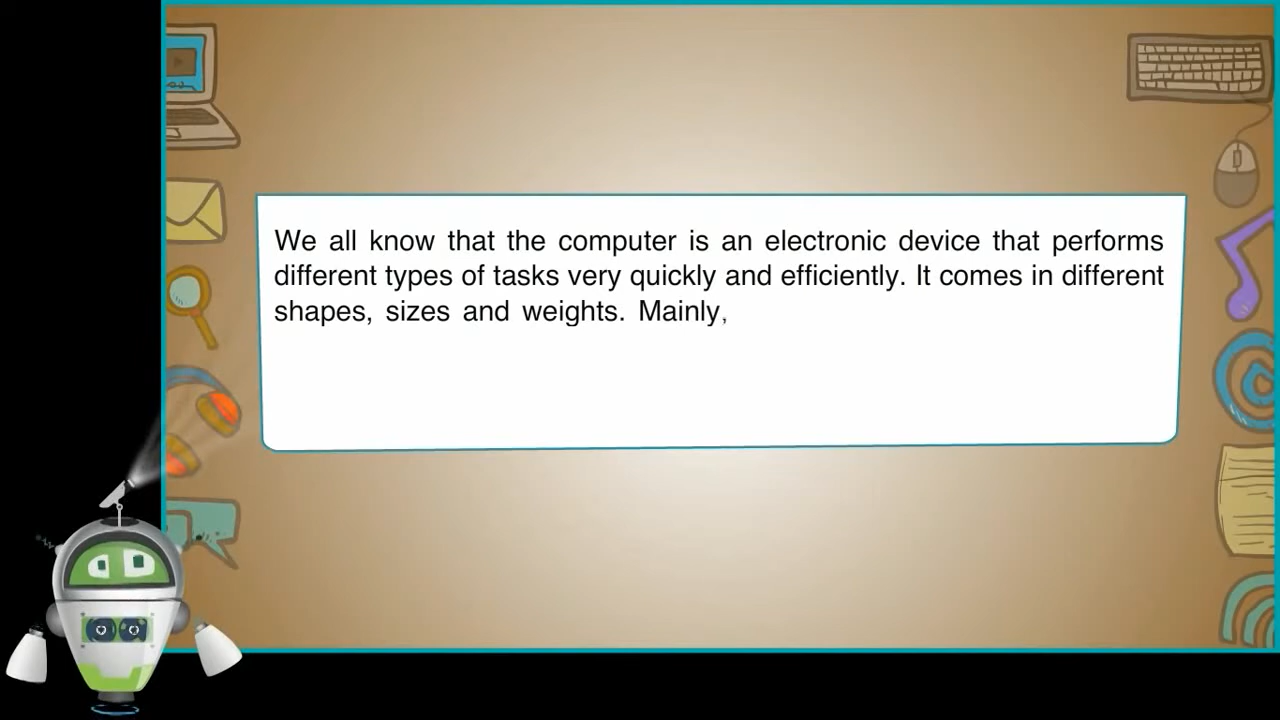 We all know that the computer is an electronic device that performs
different types of tasks very quickly and efficiently. It comes in different
shapes, sizes and weights. Mainly,